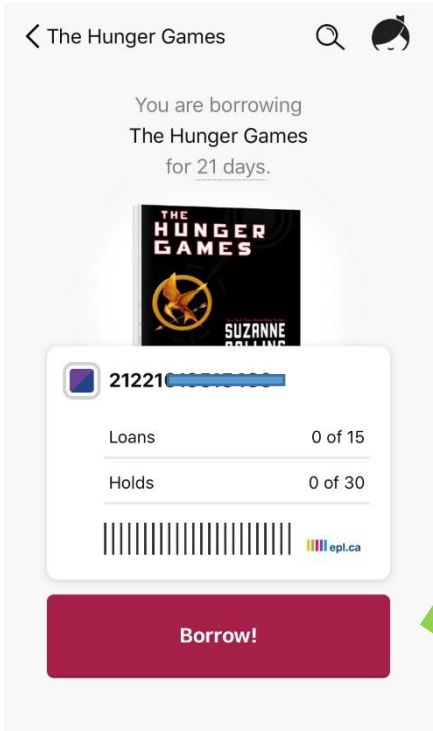 The Hunger Games
You are borrowing
The Hunger Games
for 21 days.
THE
HUNGER
GAMES
SUZANNE
COLLINS
21221
Loans 0 of 15
Holds 0 of 30
epl.ca
Borrow!